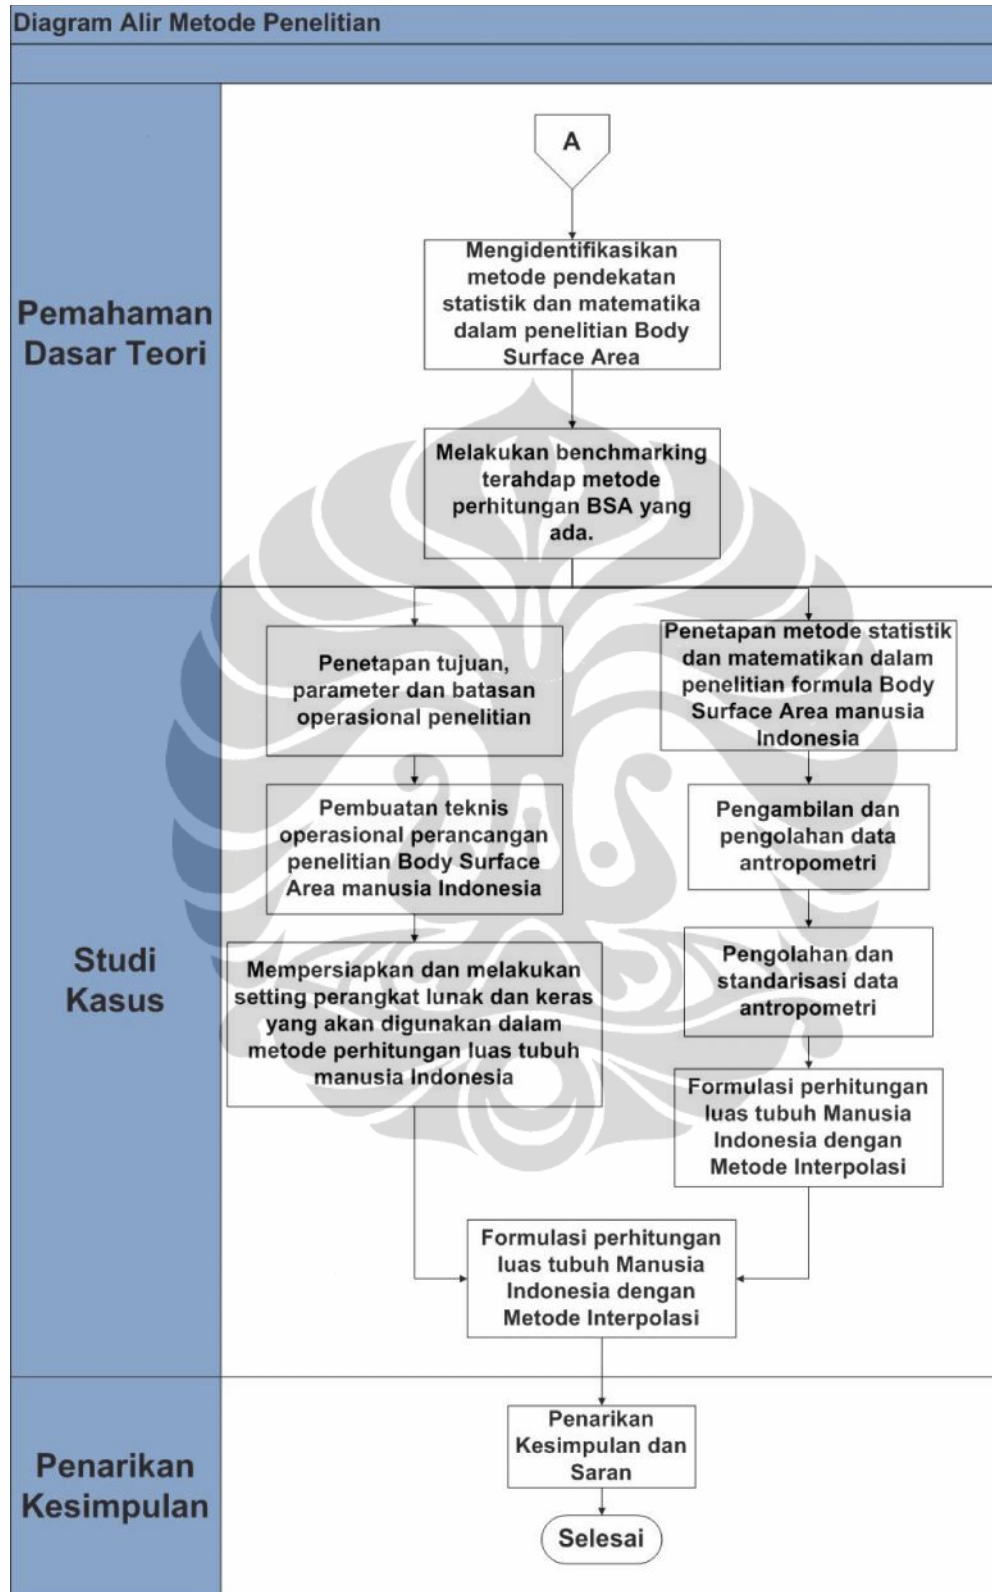 Diagram Alir Metode Penelitian
Pemahaman
Dasar Teori
A
Mengidentifikasikan
metode pendekatan
statistik dan matematika
dalam penelitian Body
Surface Area
Melakukan benchmarking
terahdap metode
perhitungan BSA yang
ada.
Studi
Kasus
Penetapan tujuan,
parameter dan batasan
operasional penelitian
Pembuatan teknis
operasional perancangan
penelitian Body Surface
Area manusia Indonesia
Mempersiapkan dan melakukan
setting perangkat lunak dan keras
yang akan digunakan dalam
metode perhitungan luas tubuh
manusia Indonesia
Penetapan metode statistik
dan matematikan dalam
penelitian formula Body
Surface Area manusia
Indonesia
Pengambilan dan
pengolahan data
antropometri
Pengolahan dan
standarisasi data
antropometri
Formulasi perhitungan
luas tubuh Manusia
Indonesia dengan
Metode Interpolasi
Formulasi perhitungan
luas tubuh Manusia
Indonesia dengan
Metode Interpolasi
Penarikan
Kesimpulan
Penarikan
Kesimpulan dan
Saran
Selesai